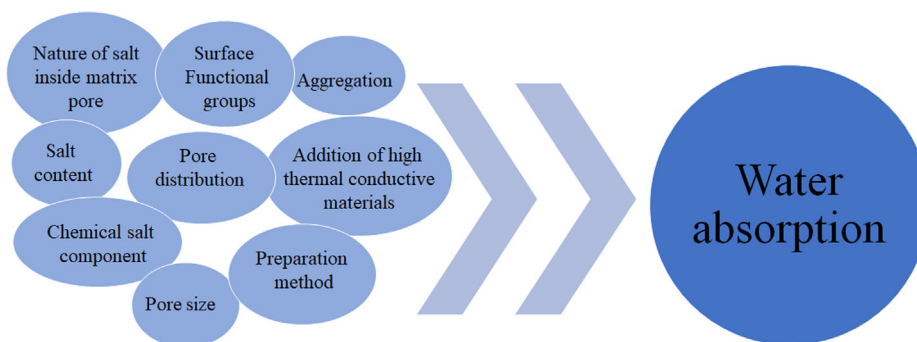 Nature of salt
inside matrix
pore
Surface
Functional
groups
Aggregation
Salt
content
Pore
distribution
Addition of high
thermal conductive
materials
Chemical salt
component
Preparation
method
Pore size
Water
absorption